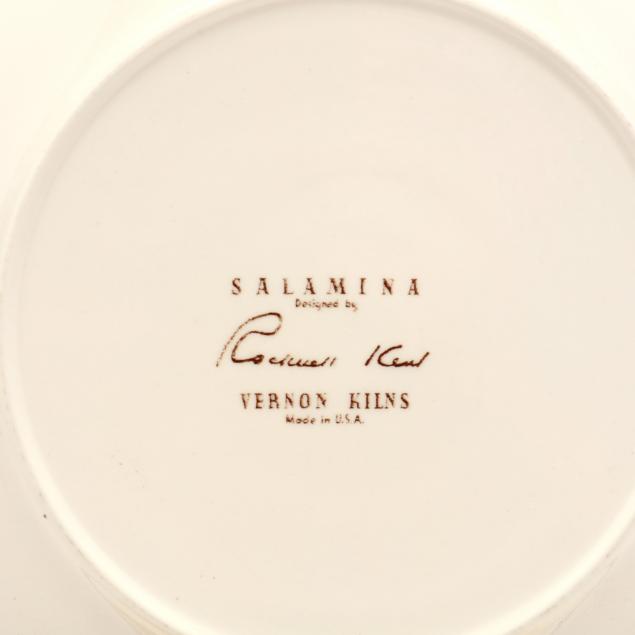 SALAMINA
Designed by
Rockwell Kent
VERNON KILNS
Made in U.S.A.